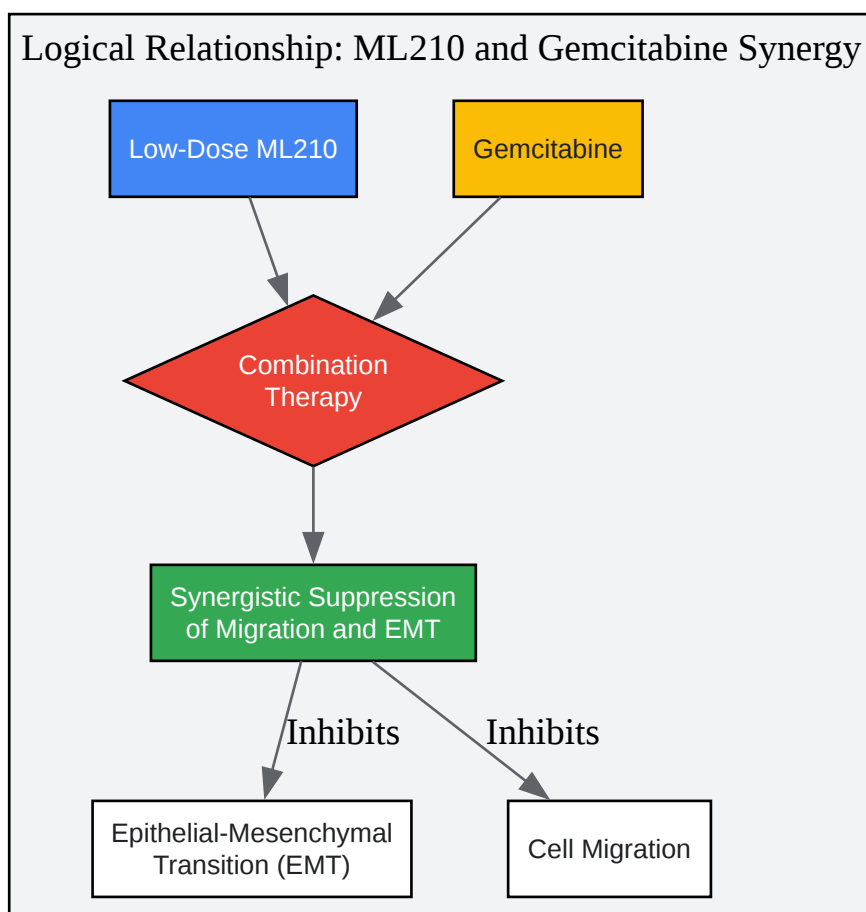 Logical Relationship: ML210 and Gemcitabine Synergy
Low-Dose ML210
Gemcitabine
Combination
Therapy
Synergistic Suppression
of Migration and EMT
Inhibits
Inhibits
Epithelial-Mesenchymal
Transition (EMT)
Cell Migration